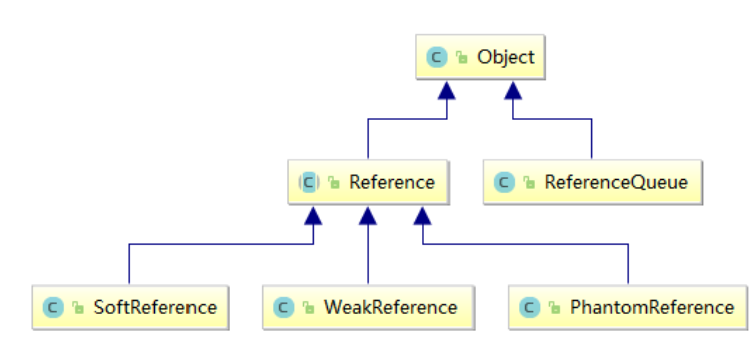 C Object
C Reference
C ReferenceQueue
C SoftReference
C WeakReference
C PhantomReference